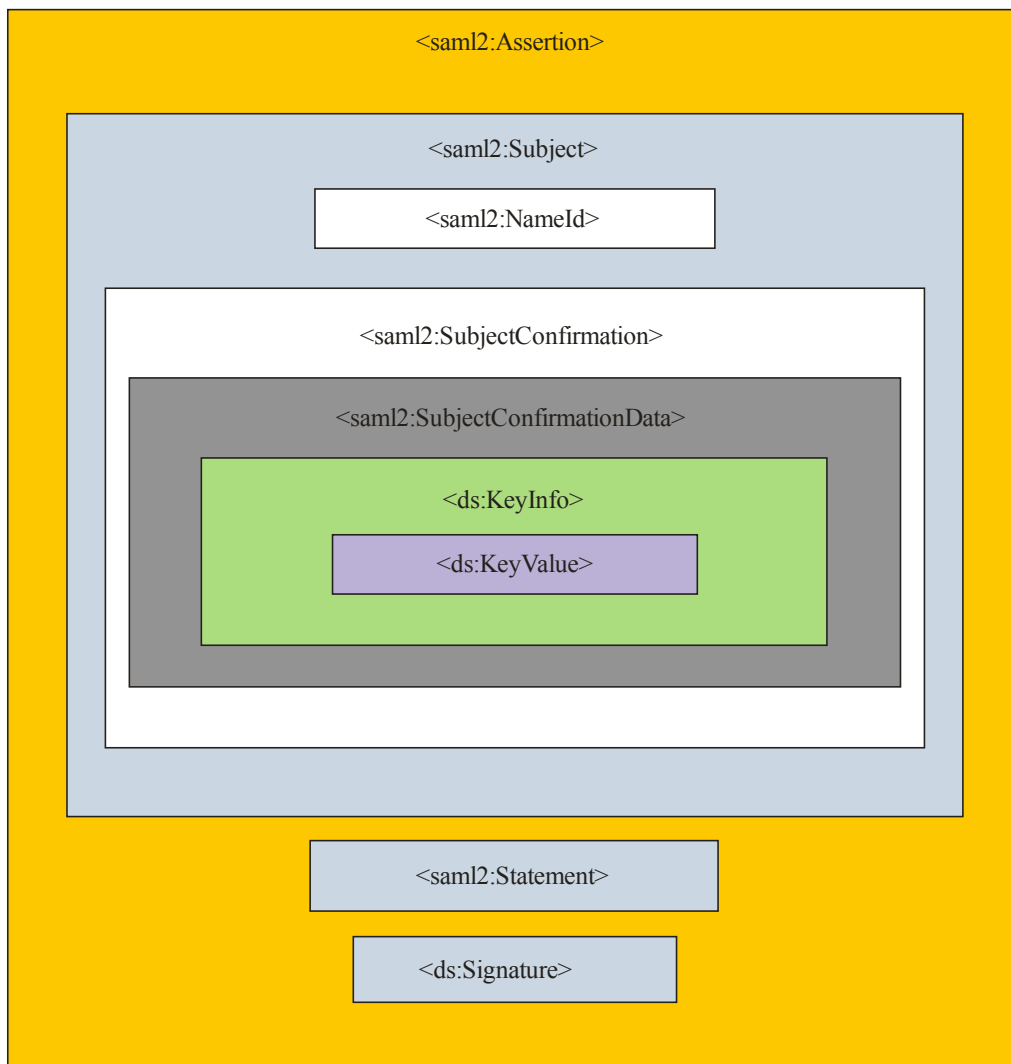 <saml2:Assertion>
<saml2:Subject>
<saml2:NameId>
<saml2:SubjectConfirmation>
<saml2:SubjectConfirmationData>
<ds:KeyInfo>
<ds:KeyValue>
<saml2:Statement>
<ds:Signature>